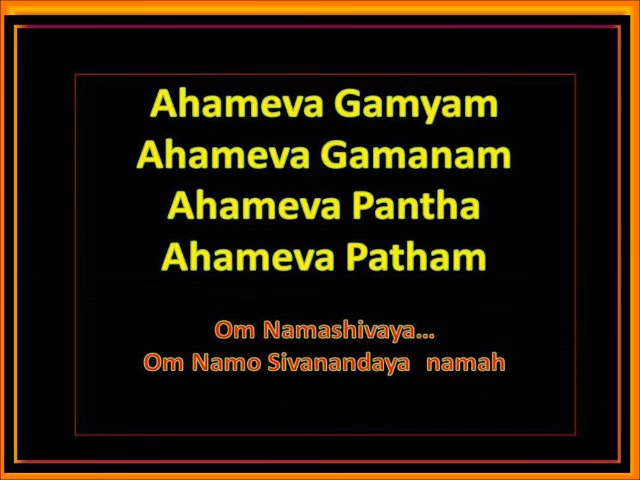 Ahameva Gamyam
Ahameva Gamanam
Ahameva Pantha
Ahameva Patham
Om Namashivaya...
Om Namo Sivanandaya namah